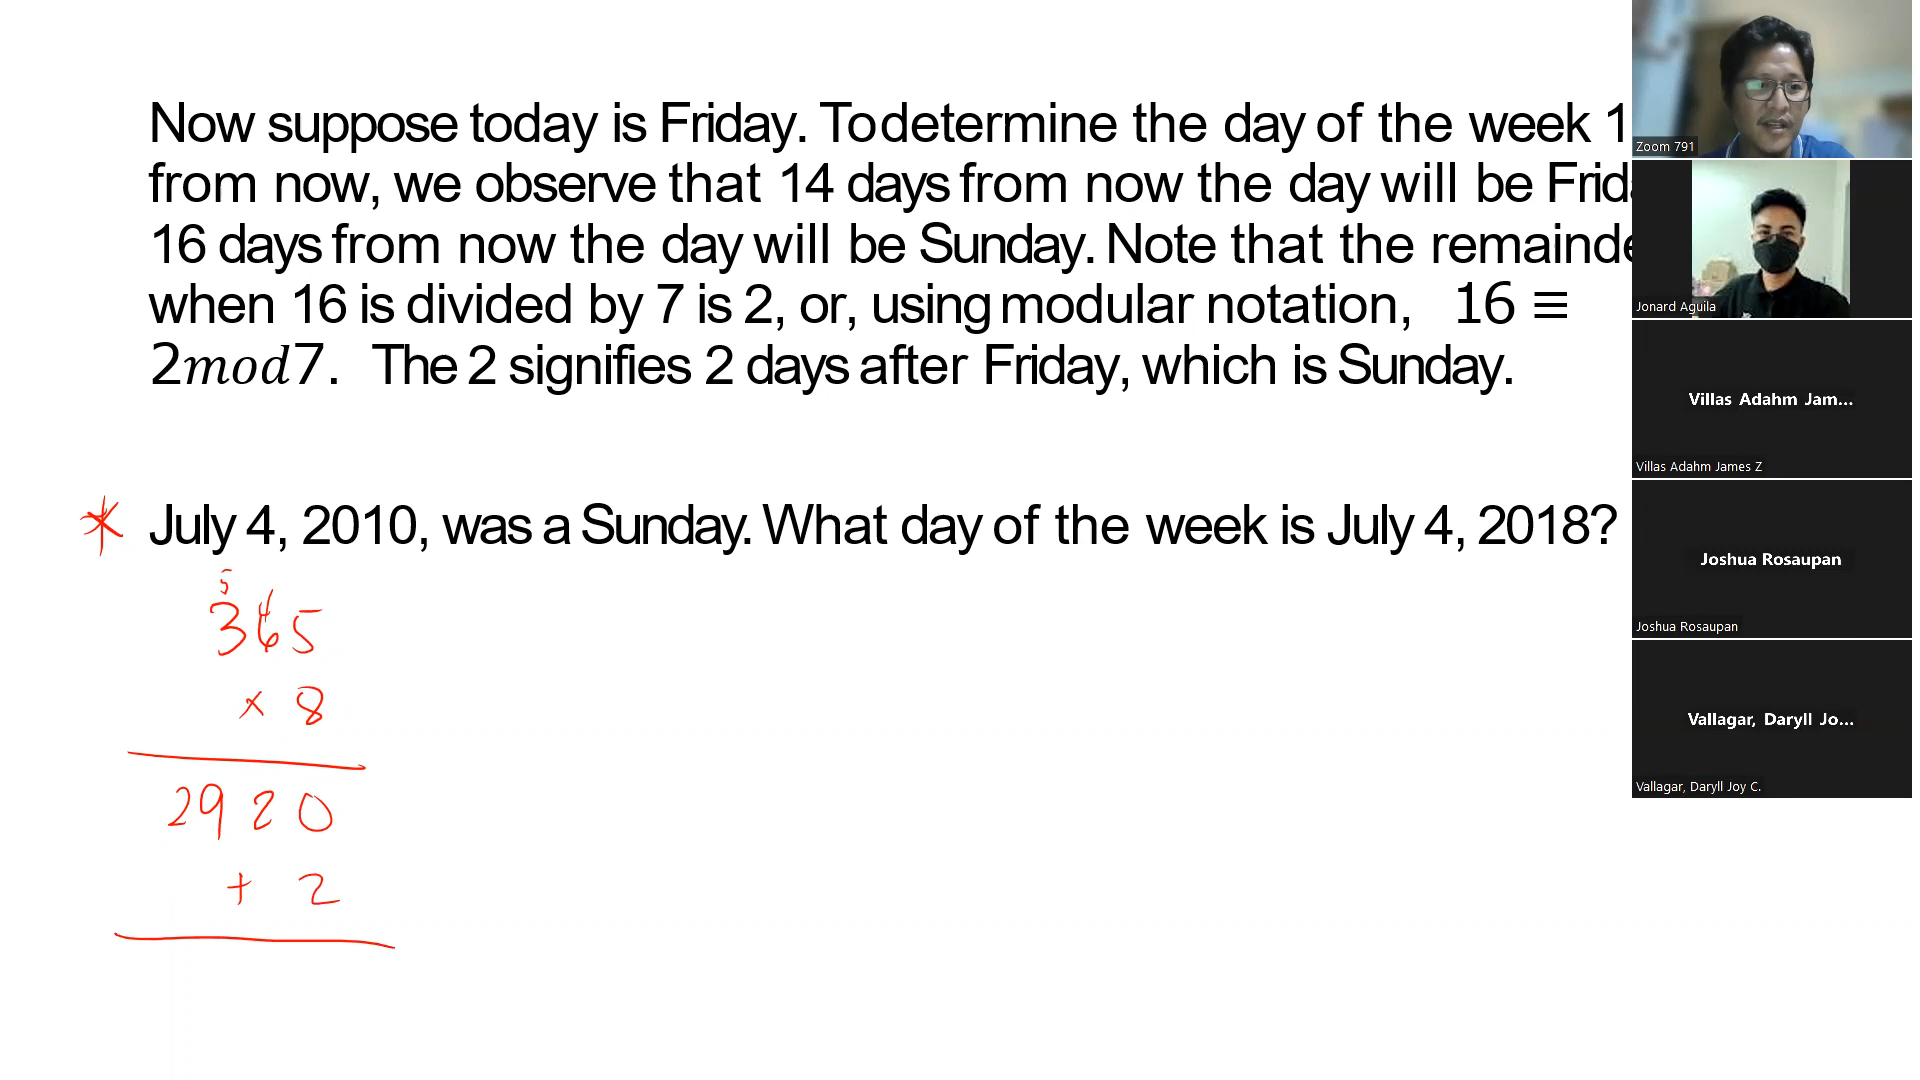 Now suppose today is Friday. To determine the day of the week 1
from now, we observe that 14 days from now the day will be Frida
16 days from now the day will be Sunday. Note that the remainde
when 16 is divided by 7 is 2, or, using modular notation, 16 ≡
2mod7. The 2 signifies 2 days after Friday, which is Sunday.
* July 4, 2010, was a Sunday. What day of the week is July 4, 2018?
5 4
365
× 8
2920
+ 2
Zoom 791
Jonard Aguila
Villas Adahm Jam...
Villas Adahm James Z
Joshua Rosaupan
Joshua Rosaupan
Vallagar, Daryll Jo...
Vallagar, Daryll Joy C.